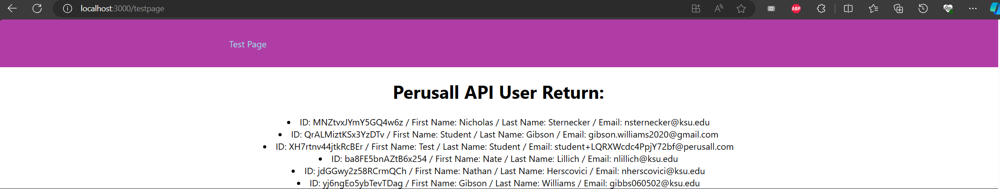 localhost:3000/testpage
ABP
Test Page
Perusall API User Return:
ID: MNZtvxJYmY5GQ4w6z / First Name: Nicholas / Last Name: Sternecker / Email: nsternecker@ksu.edu
ID: QrALMiztKSx3YzDTv / First Name: Student / Last Name: Gibson / Email: gibson.williams2020@gmail.com
ID: XH7rtnv44jtkRcBEr / First Name: Test / Last Name: Student / Email: student+LQRXWcdc4PpjY72bf@perusall.com
ID: ba8FE5bnAZtB6x254 / First Name: Nate / Last Name: Lillich / Email: nlillich@ksu.edu
ID: jdGGwy2z58RCrmQCh / First Name: Nathan / Last Name: Herscovici / Email: nherscovici@ksu.edu
ID: yj6ngEo5ybTevTDag / First Name: Gibson / Last Name: Williams / Email: gibbs060502@ksu.edu